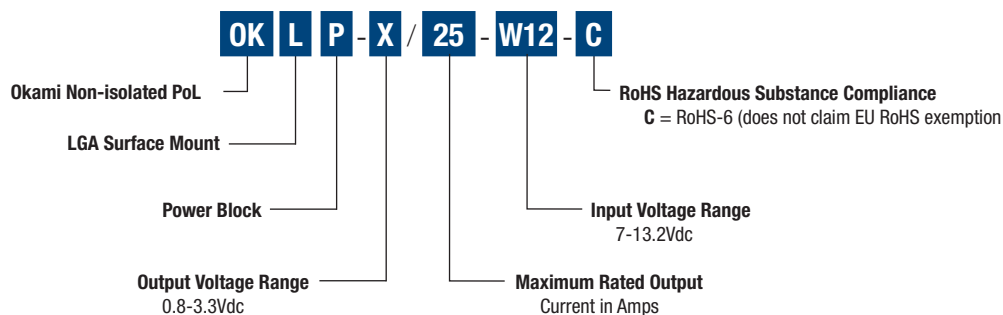 OK L P - X / 25 - W12 - C
Okami Non-isolated PoL
RoHS Hazardous Substance Compliance
C = RoHS-6 (does not claim EU RoHS exemption
LGA Surface Mount
Power Block
Input Voltage Range
7-13.2Vdc
Output Voltage Range
0.8-3.3Vdc
Maximum Rated Output
Current in Amps